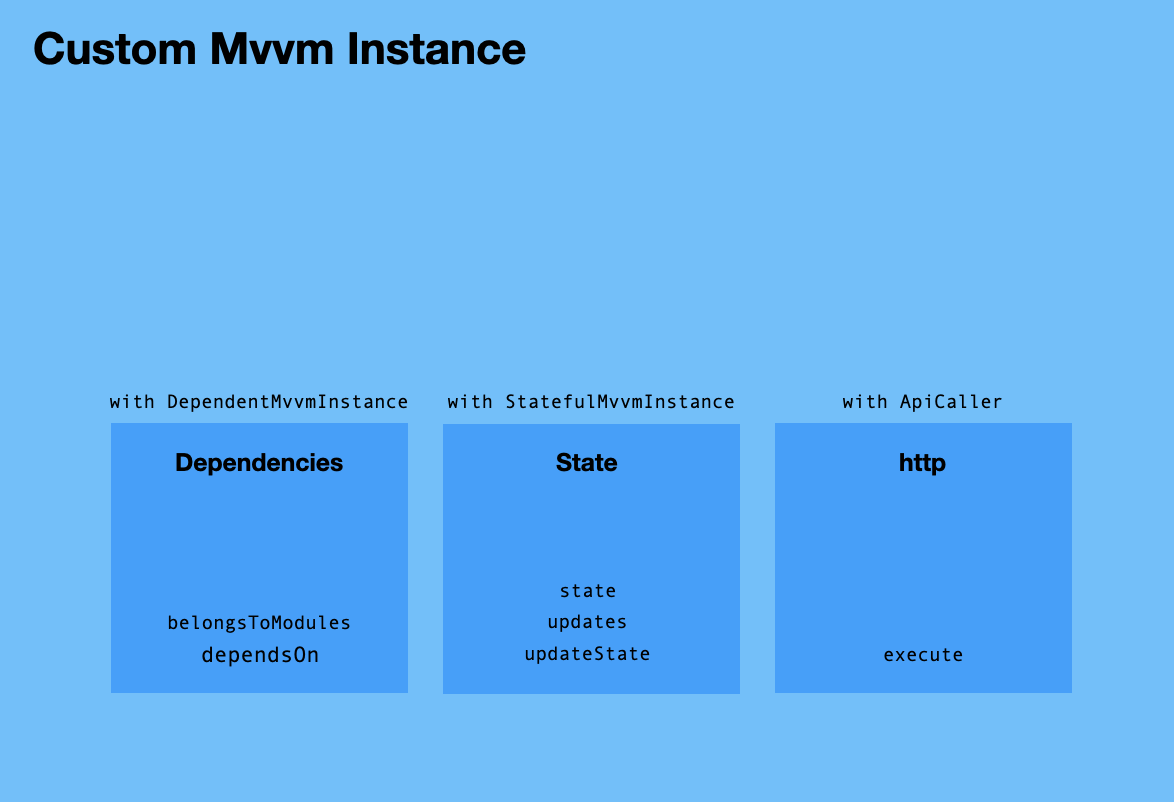 Custom Mvvm Instance
with DependentMvvmInstance
Dependencies
belongsToModules
dependsOn
with StatefulMvvmInstance
State
state
updates
updateState
with ApiCaller
http
execute